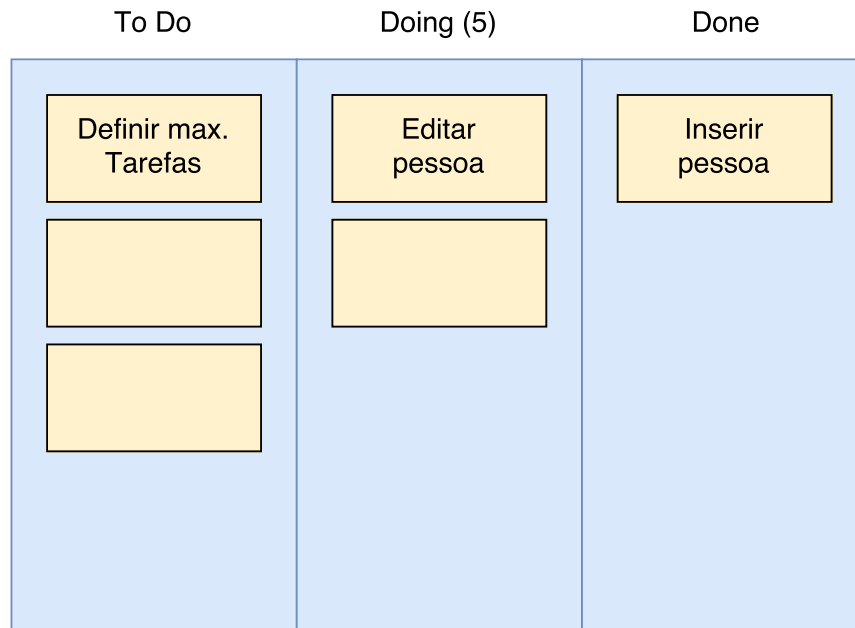 To Do
Doing (5)
Done
Definir max.
Tarefas
Editar
pessoa
Inserir
pessoa